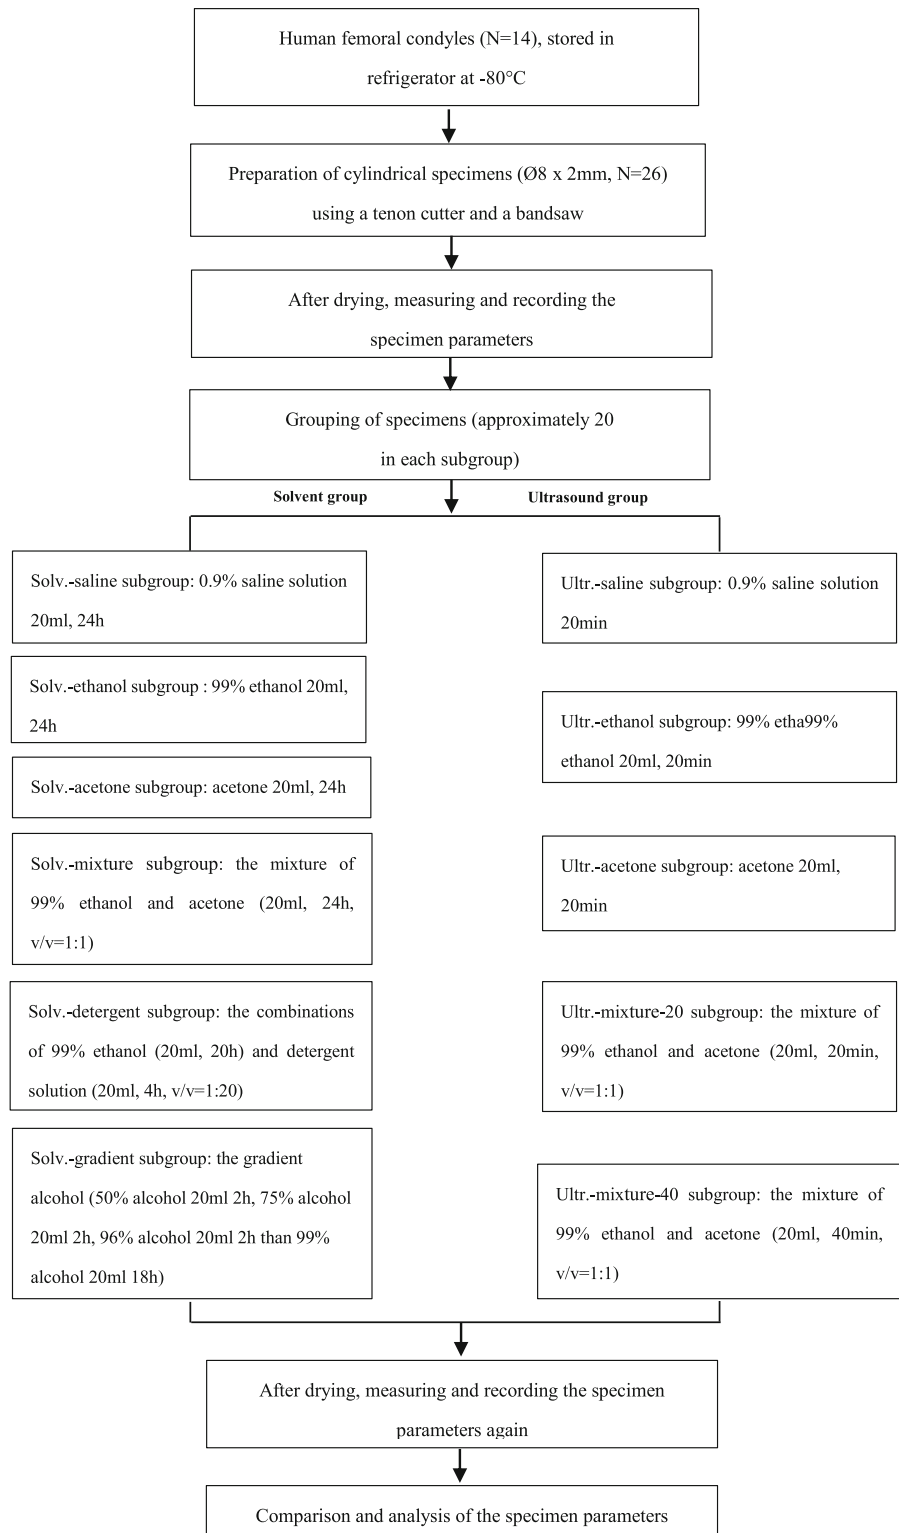 Human femoral condyles (N=14), stored in
refrigerator at -80°C
Preparation of cylindrical specimens (Ø8 x 2mm, N=26)
using a tenon cutter and a bandsaw
After drying, measuring and recording the
specimen parameters
Grouping of specimens (approximately 20
in each subgroup)
Solvent group
Ultrasound group
Solv.-saline subgroup: 0.9% saline solution
20ml, 24h
Solv.-ethanol subgroup : 99% ethanol 20ml,
24h
Solv.-acetone subgroup: acetone 20ml, 24h
Solv.-mixture subgroup: the mixture of
99% ethanol and acetone (20ml, 24h,
v/v=1:1)
Solv.-detergent subgroup: the combinations
of 99% ethanol (20ml, 20h) and detergent
solution (20ml, 4h, v/v=1:20)
Solv.-gradient subgroup: the gradient
alcohol (50% alcohol 20ml 2h, 75% alcohol
20ml 2h, 96% alcohol 20ml 2h than 99%
alcohol 20ml 18h)
Ultr.-saline subgroup: 0.9% saline solution
20min
Ultr.-ethanol subgroup: 99% etha99%
ethanol 20ml, 20min
Ultr.-acetone subgroup: acetone 20ml,
20min
Ultr.-mixture-20 subgroup: the mixture of
99% ethanol and acetone (20ml, 20min,
v/v=1:1)
Ultr.-mixture-40 subgroup: the mixture of
99% ethanol and acetone (20ml, 40min,
v/v=1:1)
After drying, measuring and recording the specimen
parameters again
Comparison and analysis of the specimen parameters